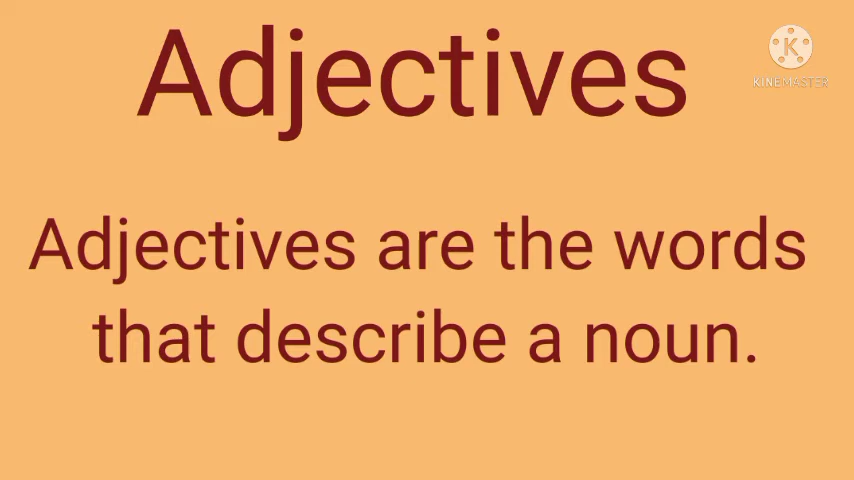 Adjectives
KINEMASTER
Adjectives are the words
that describe a noun.